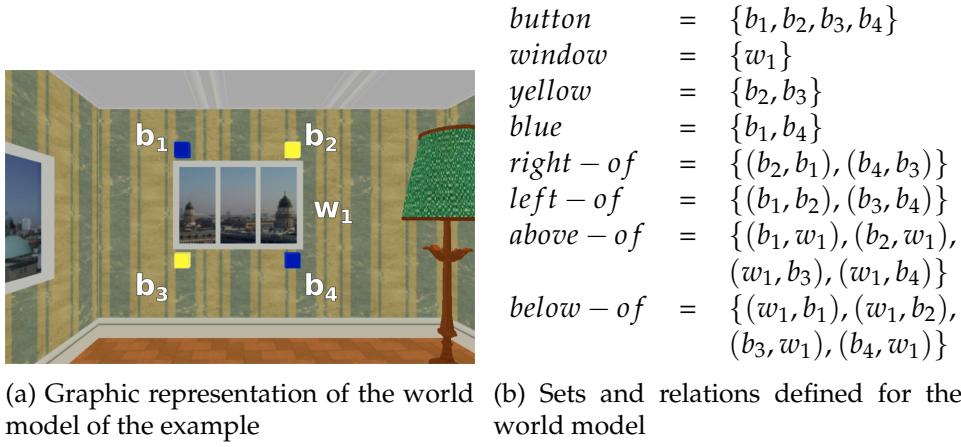 b₁ b₂
w₁
b₃ b₄
(a) Graphic representation of the world
model of the example
button = {b₁, b₂, b₃, b₄}
window = {w₁}
yellow = {b₂, b₃}
blue = {b₁, b₄}
right − of = {(b₂, b₁), (b₄, b₃)}
left − of = {(b₁, b₂), (b₃, b₄)}
above − of = {(b₁, w₁), (b₂, w₁),
(w₁, b₃), (w₁, b₄)}
below − of = {(w₁, b₁), (w₁, b₂),
(b₃, w₁), (b₄, w₁)}
(b) Sets and relations defined for the
world model